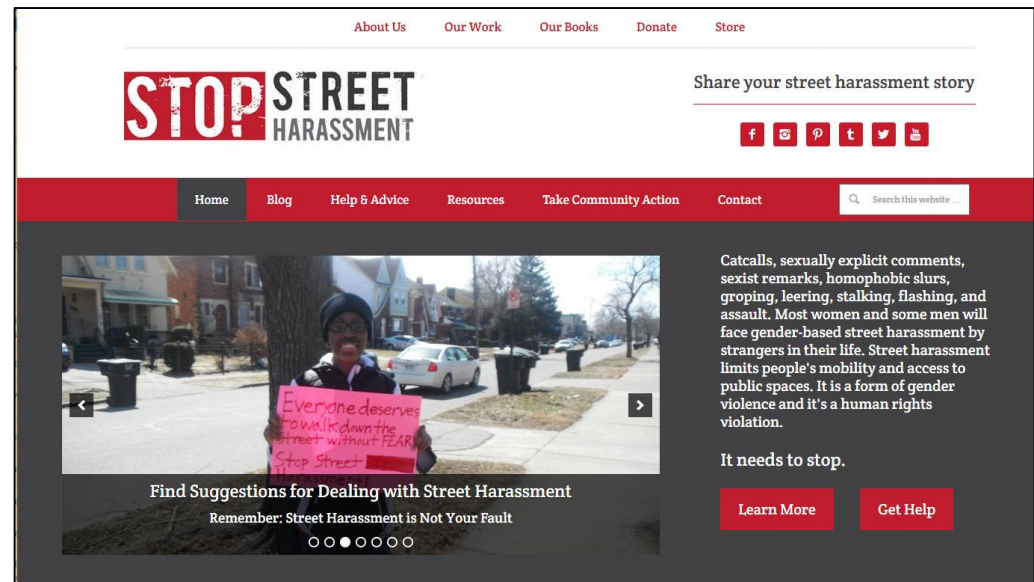 About Us Our Work Our Books Donate Store
STOP STREET
HARASSMENT
Share your street harassment story
Home Blog Help & Advice Resources Take Community Action Contact Search this website ...
Everyone deserves
to walk down the
street without FEAR!
Stop Street
Harassment!
Find Suggestions for Dealing with Street Harassment
Remember: Street Harassment is Not Your Fault
Catcalls, sexually explicit comments,
sexist remarks, homophobic slurs,
groping, leering, stalking, flashing, and
assault. Most women and some men will
face gender-based street harassment by
strangers in their life. Street harassment
limits people's mobility and access to
public spaces. It is a form of gender
violence and it's a human rights
violation.
It needs to stop.
Learn More Get Help